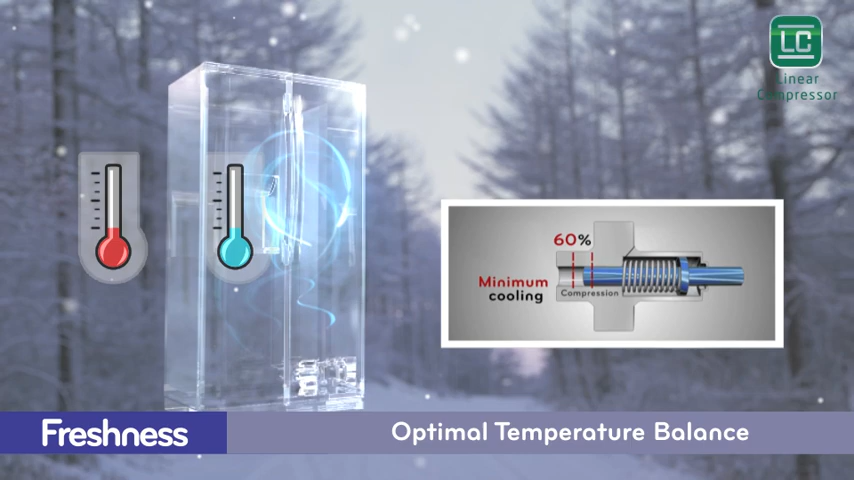 LC
Linear
Compressor
60%
Minimum
cooling
Compression
Freshness
Optimal Temperature Balance